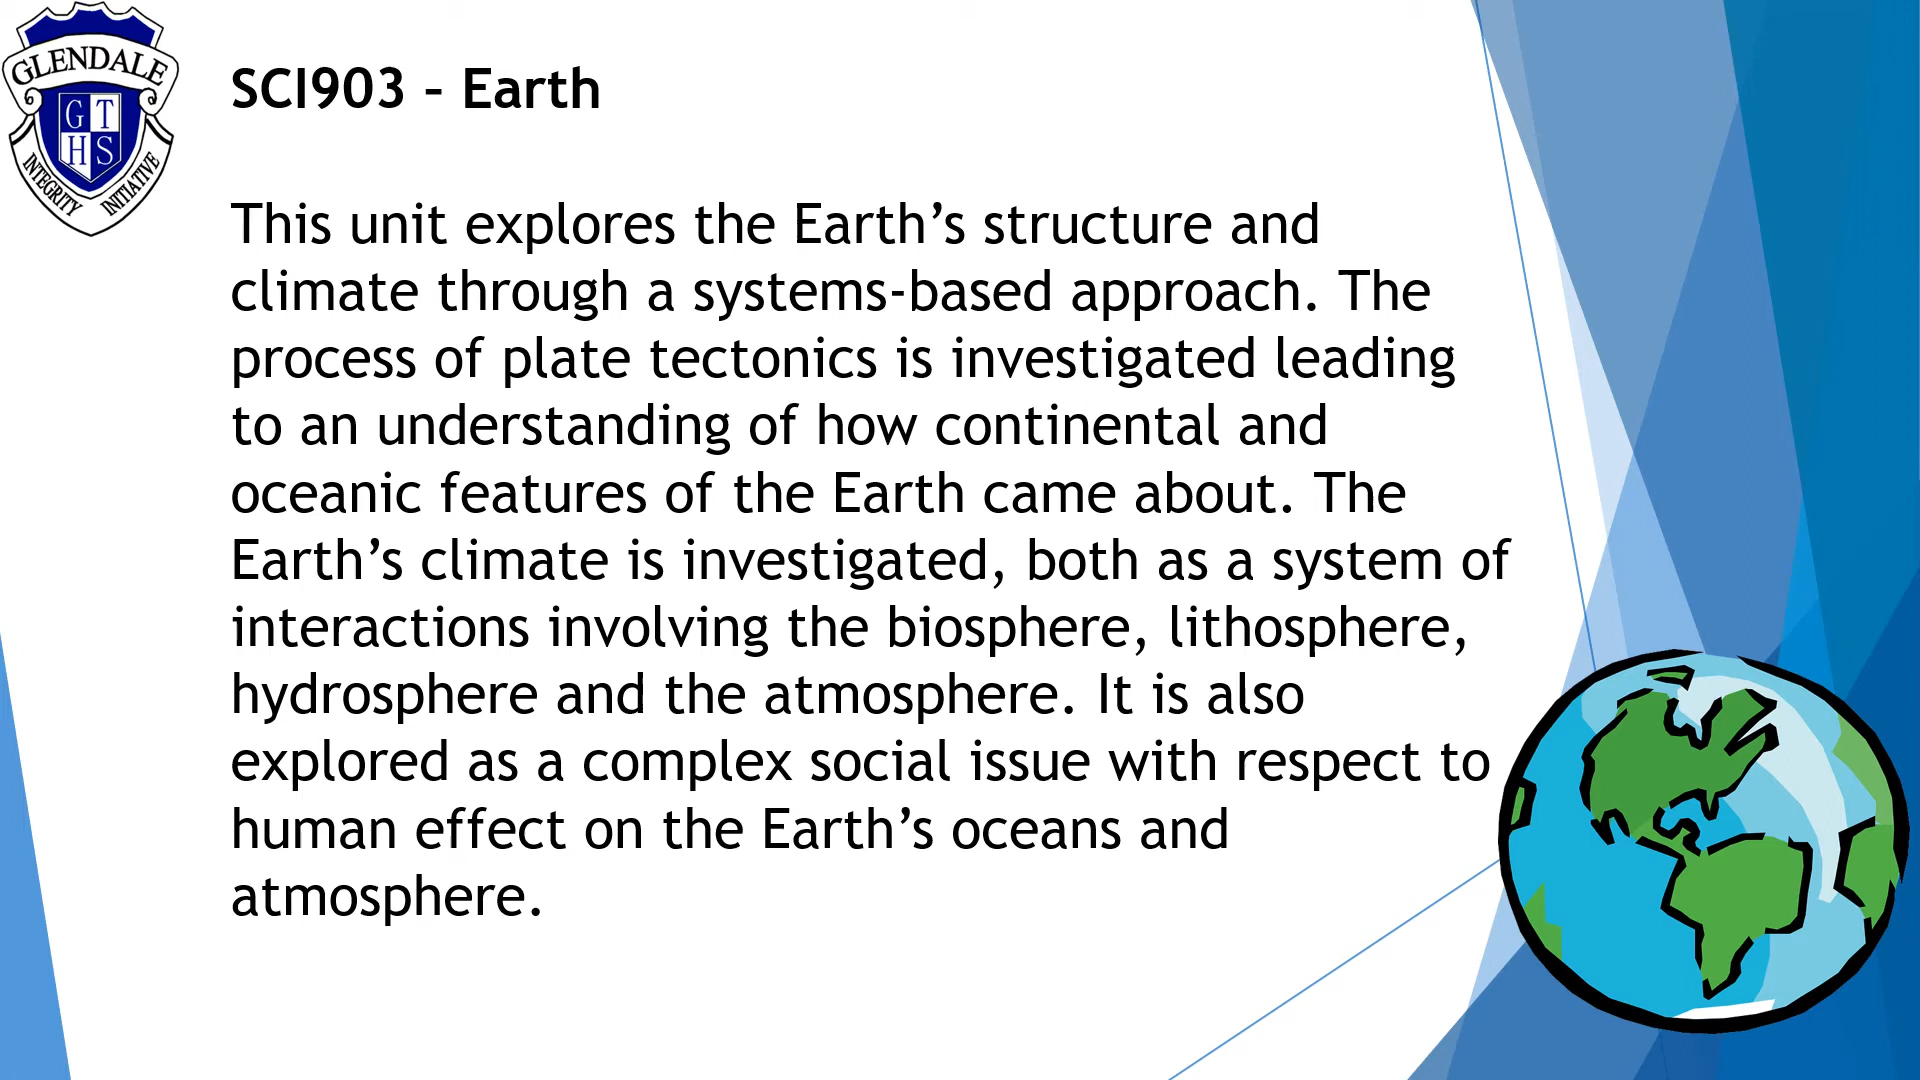 GLENDALE
G T
H S
INTEGRITY INITIATIVE
SCI903 – Earth
This unit explores the Earth’s structure and
climate through a systems-based approach. The
process of plate tectonics is investigated leading
to an understanding of how continental and
oceanic features of the Earth came about. The
Earth’s climate is investigated, both as a system of
interactions involving the biosphere, lithosphere,
hydrosphere and the atmosphere. It is also
explored as a complex social issue with respect to
human effect on the Earth’s oceans and
atmosphere.